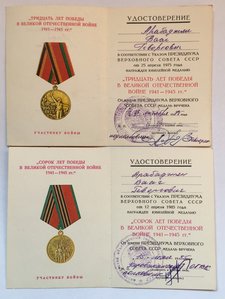 "ТРИДЦАТЬ ЛЕТ ПОБЕДЫ
В ВЕЛИКОЙ ОТЕЧЕСТВЕННОЙ ВОЙНЕ
1941—1945 гг."
УЧАСТНИКУ ВОЙНЫ
УДОСТОВЕРЕНИЕ
В СООТВЕТСТВИИ С УКАЗОМ ПРЕЗИДИУМА
ВЕРХОВНОГО СОВЕТА СССР
от 25 апреля 1975 года
НАГРАЖДЕН ЮБИЛЕЙНОЙ МЕДАЛЬЮ
"ТРИДЦАТЬ ЛЕТ ПОБЕДЫ
В ВЕЛИКОЙ ОТЕЧЕСТВЕННОЙ
ВОЙНЕ 1941—1945 гг."
От имени ПРЕЗИДИУМА ВЕРХОВНОГО
СОВЕТА СССР МЕДАЛЬ ВРУЧЕНА
"СОРОК ЛЕТ ПОБЕДЫ
В ВЕЛИКОЙ ОТЕЧЕСТВЕННОЙ ВОЙНЕ
1941—1945 гг."
УЧАСТНИКУ ВОЙНЫ
УДОСТОВЕРЕНИЕ
В СООТВЕТСТВИИ С УКАЗОМ ПРЕЗИДИУМА
ВЕРХОВНОГО СОВЕТА СССР
от 12 апреля 1985 года
НАГРАЖДЕН ЮБИЛЕЙНОЙ МЕДАЛЬЮ
"СОРОК ЛЕТ ПОБЕДЫ
В ВЕЛИКОЙ ОТЕЧЕСТВЕННОЙ
ВОЙНЕ 1941—1945 гг."
От имени ПРЕЗИДИУМА ВЕРХОВНОГО
СОВЕТА СССР МЕДАЛЬ ВРУЧЕНА